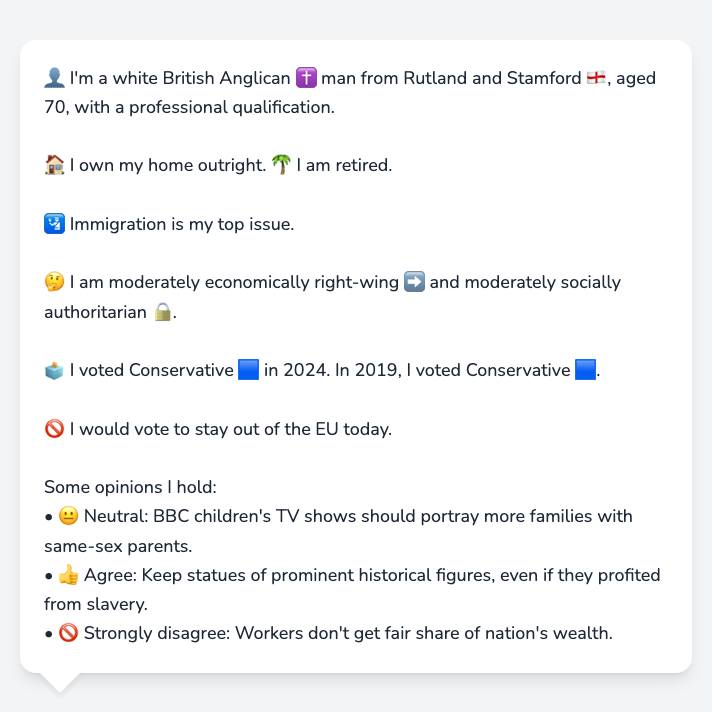 👤 I'm a white British Anglican ✝️ man from Rutland and Stamford 🏴󠁧󠁢󠁥󠁮󠁧󠁿, aged
70, with a professional qualification.
🏠 I own my home outright. 🌴 I am retired.
🛂 Immigration is my top issue.
🤔 I am moderately economically right-wing ➡️ and moderately socially
authoritarian 🔒.
🗳️ I voted Conservative 🟦 in 2024. In 2019, I voted Conservative 🟦.
🚫 I would vote to stay out of the EU today.
Some opinions I hold:
• 😐 Neutral: BBC children's TV shows should portray more families with
same-sex parents.
• 👍 Agree: Keep statues of prominent historical figures, even if they profited
from slavery.
• 🚫 Strongly disagree: Workers don't get fair share of nation's wealth.